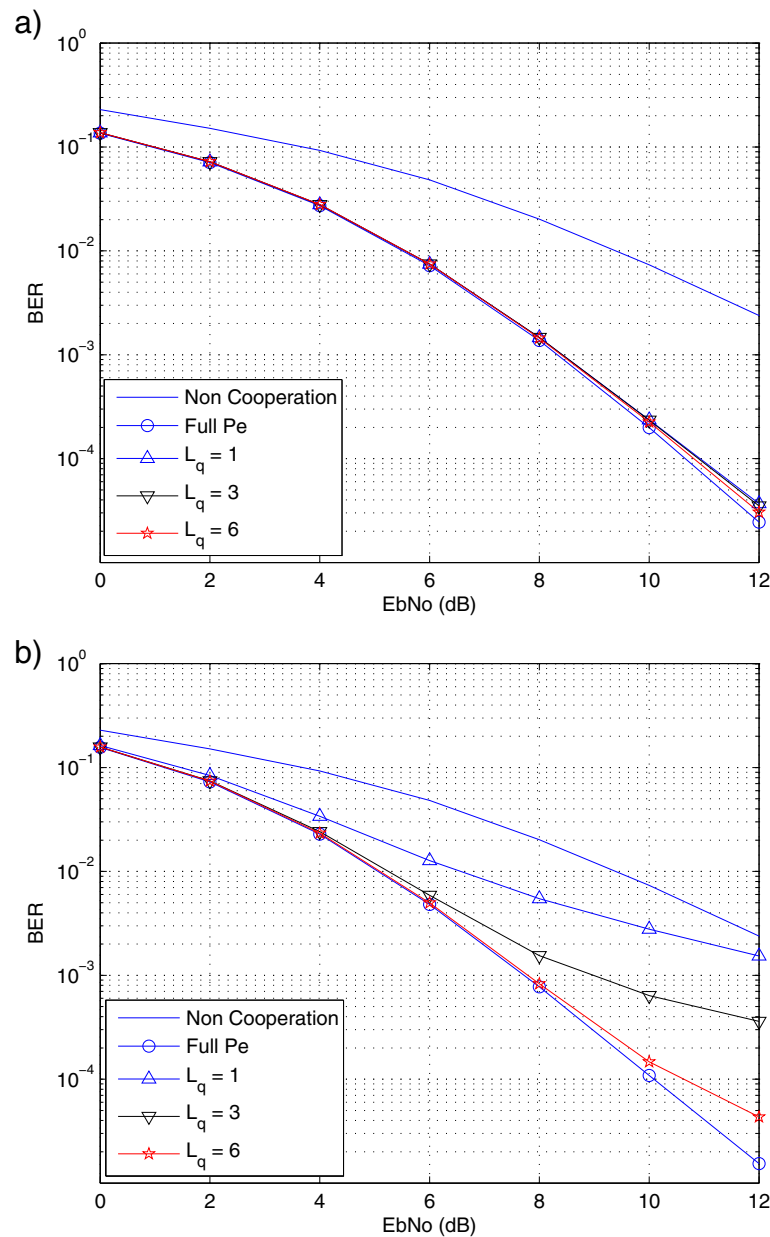 a)
10^0
10^-1
10^-2
10^-3
10^-4
BER
Non Cooperation
Full Pe
L_q = 1
L_q = 3
L_q = 6
0 2 4 6 8 10 12
EbNo (dB)
b)
10^0
10^-1
10^-2
10^-3
10^-4
BER
Non Cooperation
Full Pe
L_q = 1
L_q = 3
L_q = 6
0 2 4 6 8 10 12
EbNo (dB)